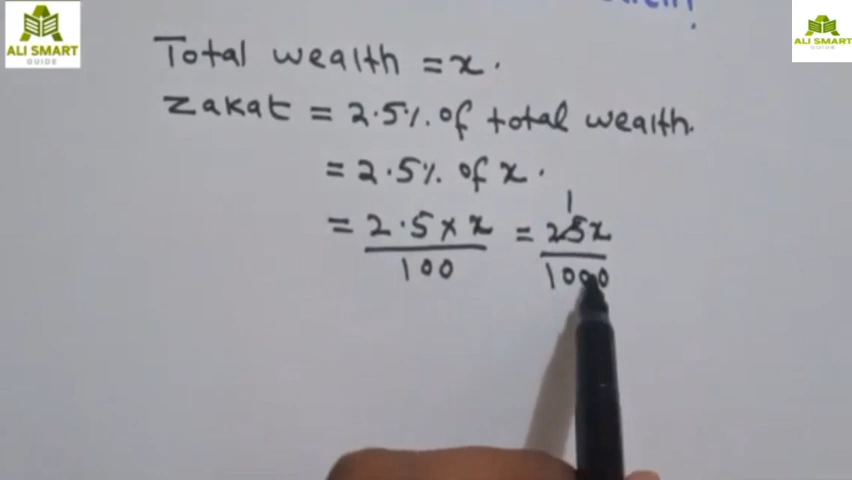 ALI SMART
GUIDE
ALI SMART
GUIDE
Total wealth = x.
Zakat = 2.5% of total wealth.
= 2.5% of x.
1
= 2.5 x x = 25x
100 1000